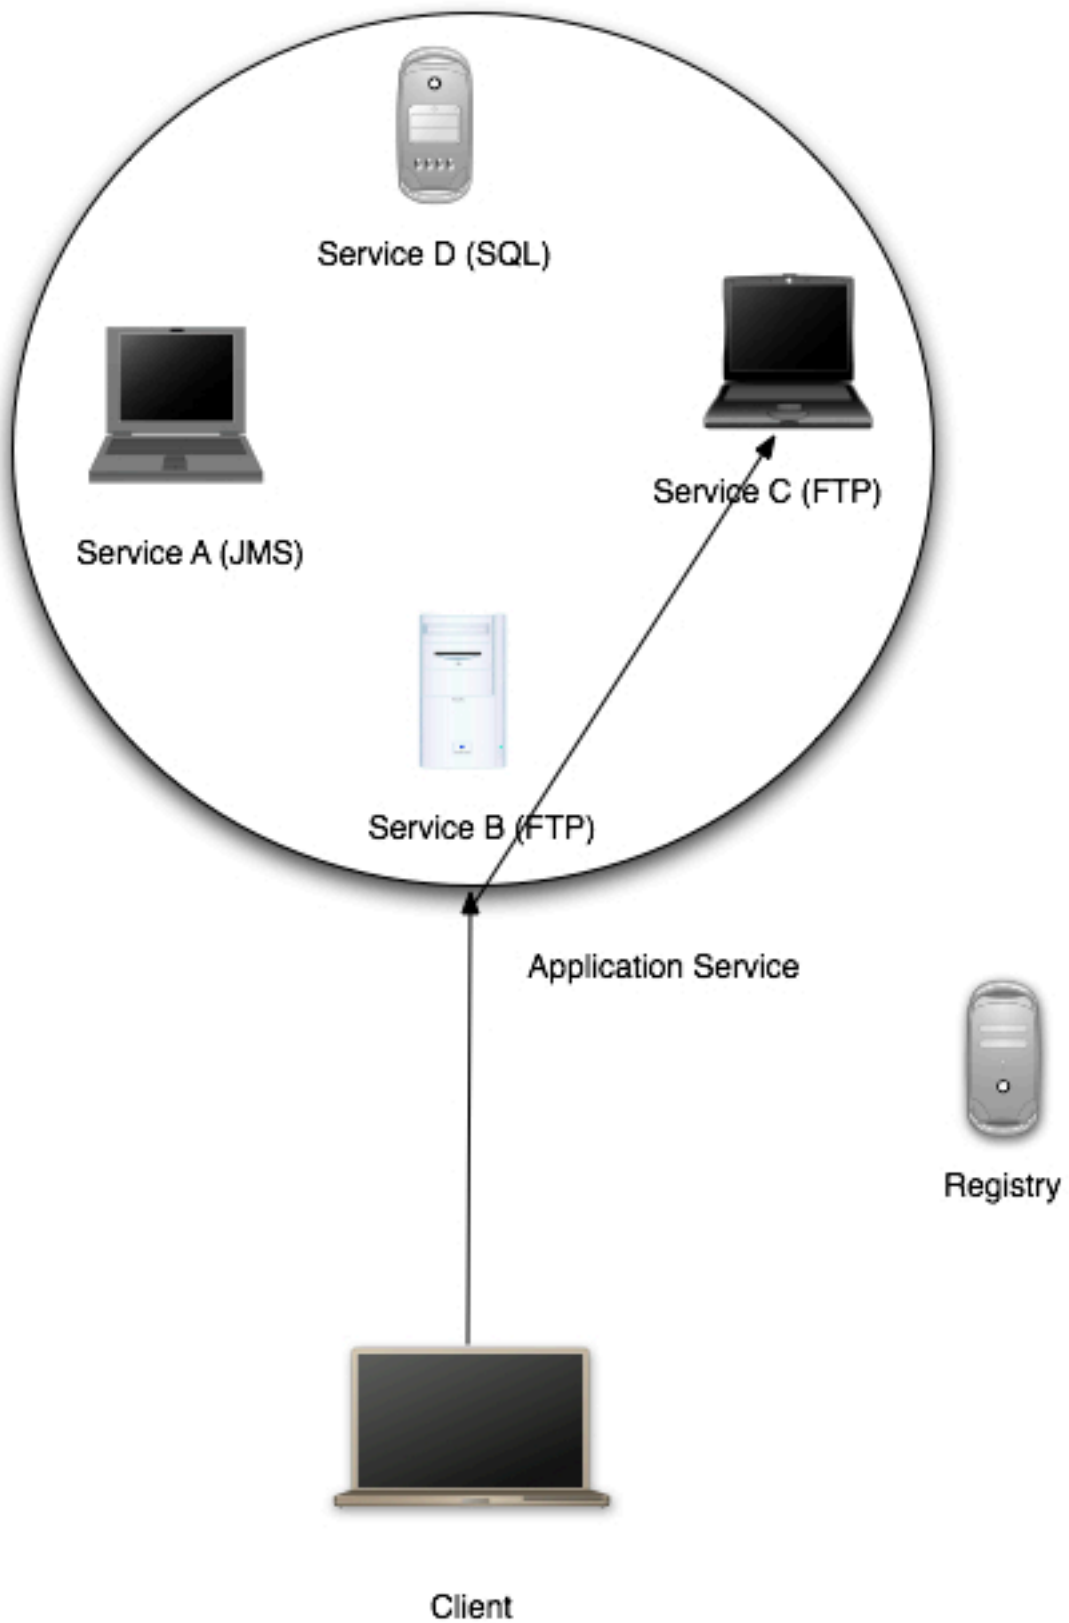 Service D (SQL)
Service C (FTP)
Service A (JMS)
Service B (FTP)
Application Service
Registry
Client